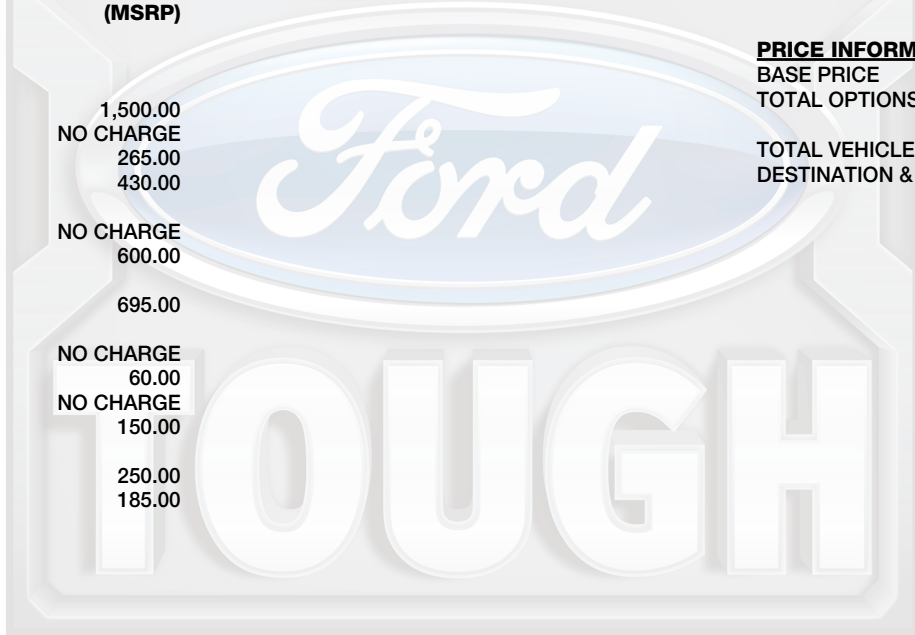 (MSRP)
1,500.00
NO CHARGE
265.00
430.00
NO CHARGE
600.00
695.00
NO CHARGE
60.00
NO CHARGE
150.00
250.00
185.00
PRICE INFORM
BASE PRICE
TOTAL OPTIONS
TOTAL VEHICLE
DESTINATION &
Ford
TOUGH